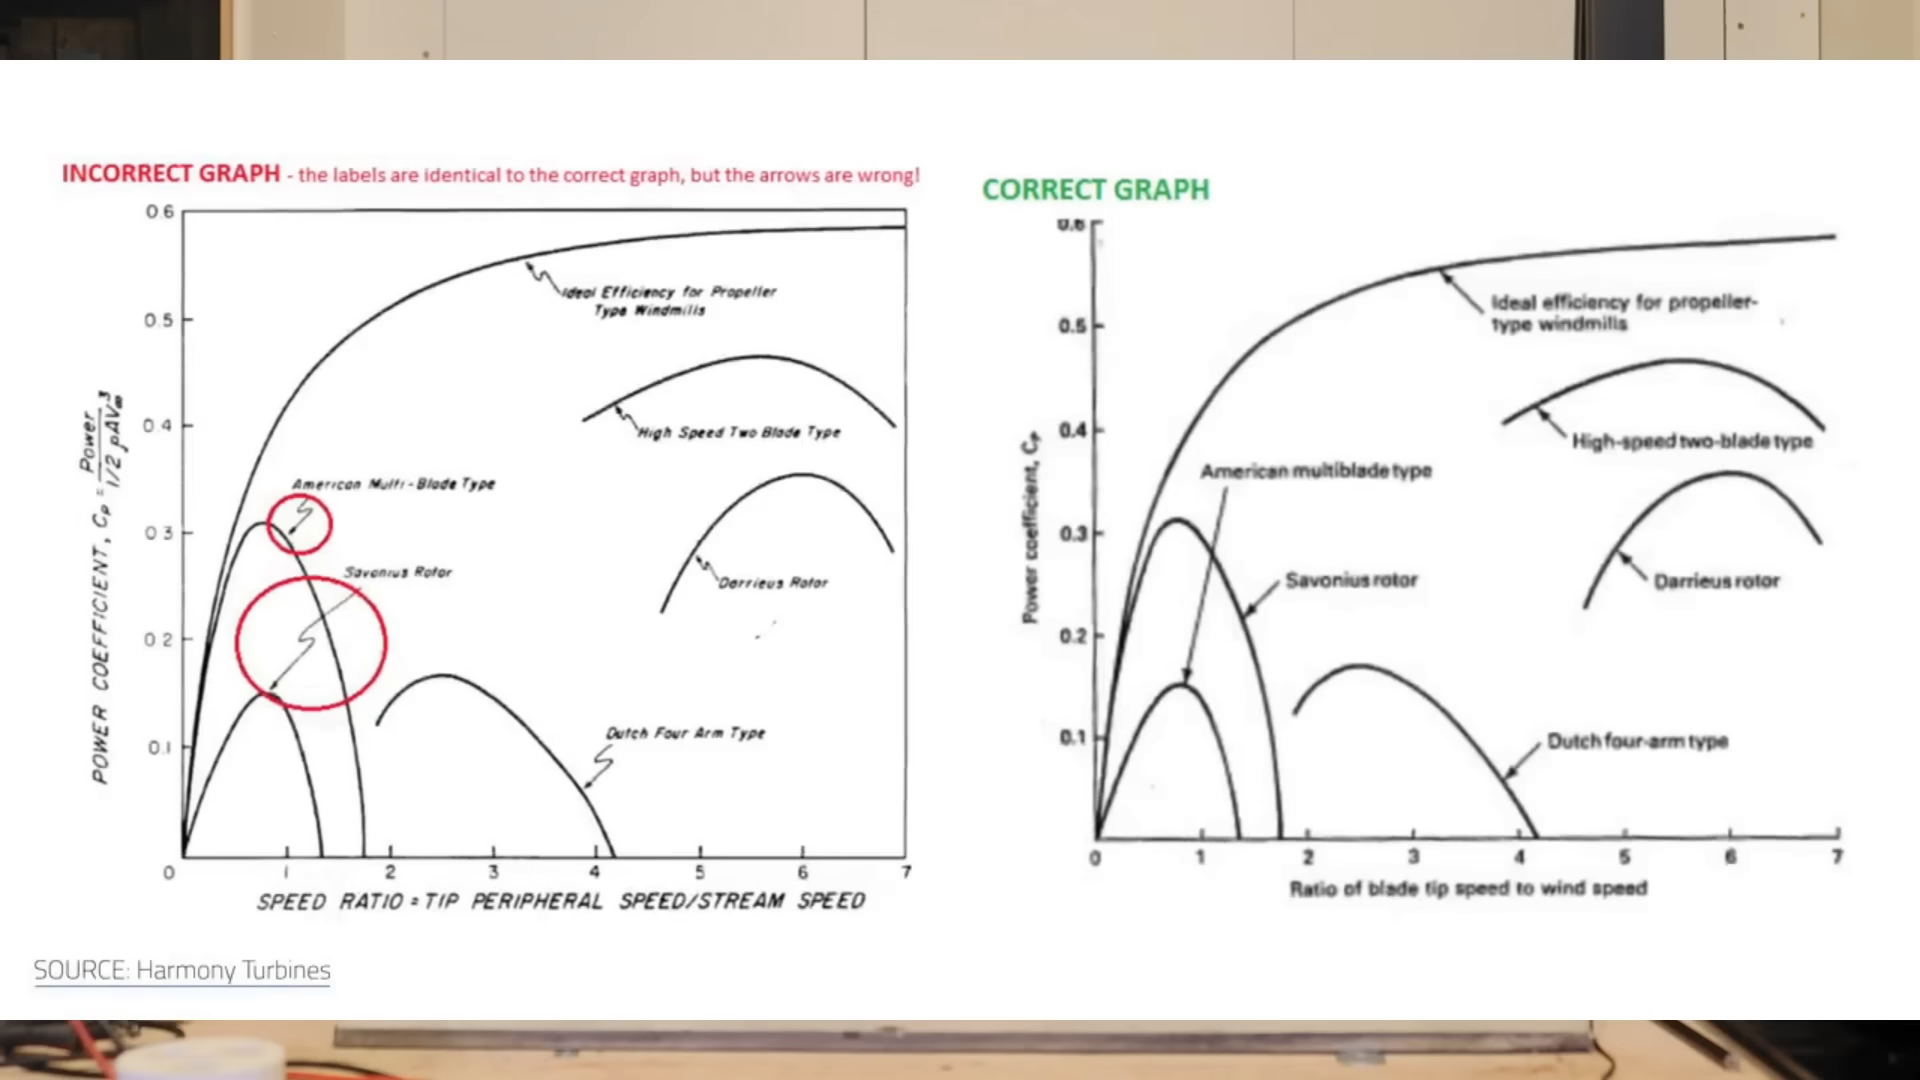 INCORRECT GRAPH - the labels are identical to the correct graph, but the arrows are wrong!
0.6
0.5
0.4
0.3
0.2
0.1
0
1
2
3
4
5
6
7
POWER COEFFICIENT, Cp = Power / 1/2 ρAV∞³
Ideal Efficiency for Propeller
Type Windmills
High Speed Two Blade Type
American Multi-Blade Type
Savonius Rotor
Darrieus Rotor
Dutch Four Arm Type
SPEED RATIO = TIP PERIPHERAL SPEED/STREAM SPEED
CORRECT GRAPH
0.6
0.5
0.4
0.3
0.2
0.1
0
1
2
3
4
5
6
7
Power coefficient, Cp
Ideal efficiency for propeller-
type windmills
High-speed two-blade type
American multiblade type
Savonius rotor
Darrieus rotor
Dutch four-arm type
Ratio of blade tip speed to wind speed
SOURCE: Harmony Turbines